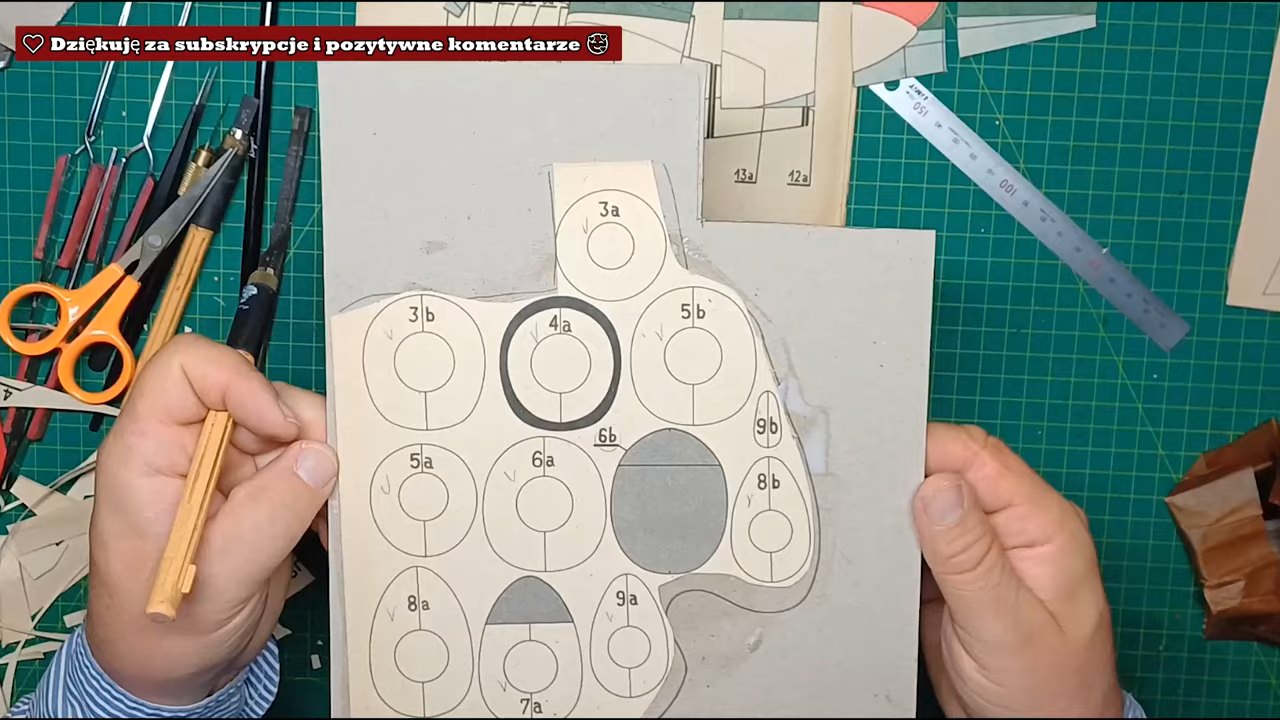 Dziękuję za subskrypcje i pozytywne komentarze
13a 12a
3a
3b 4a 5b
9b
6b
5a 6a 8b
8a 9a
7a
150
100
4